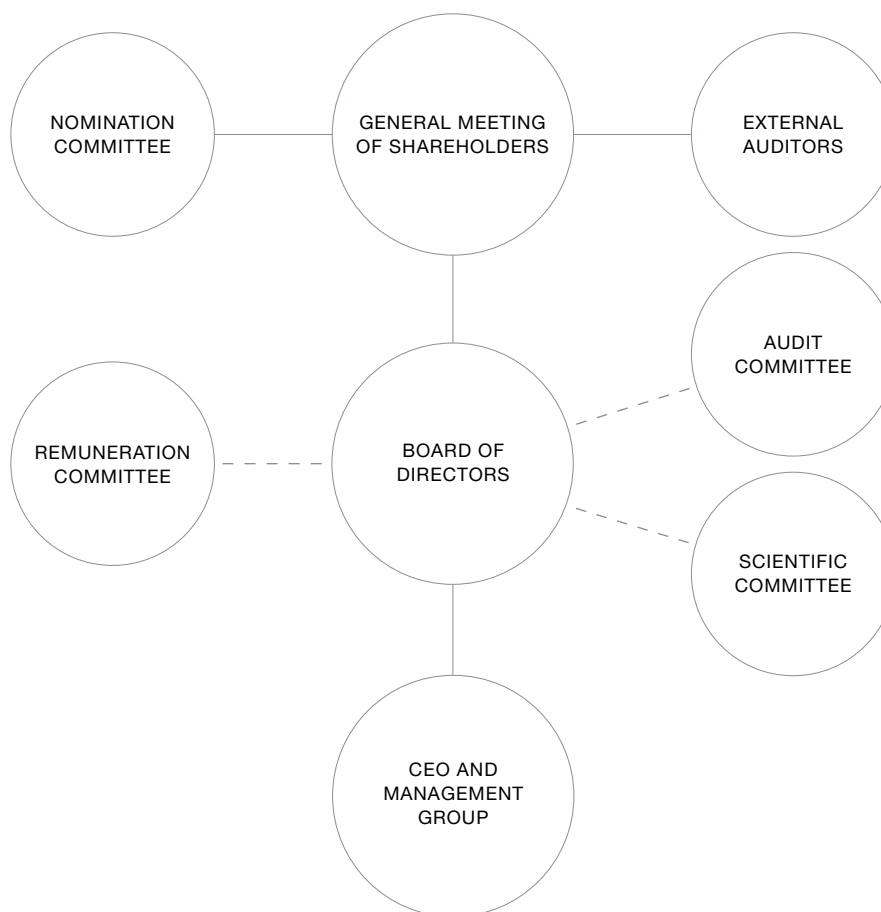 NOMINATION
COMMITTEE
GENERAL MEETING
OF SHAREHOLDERS
EXTERNAL
AUDITORS
AUDIT
COMMITTEE
REMUNERATION
COMMITTEE
BOARD OF
DIRECTORS
SCIENTIFIC
COMMITTEE
CEO AND
MANAGEMENT
GROUP